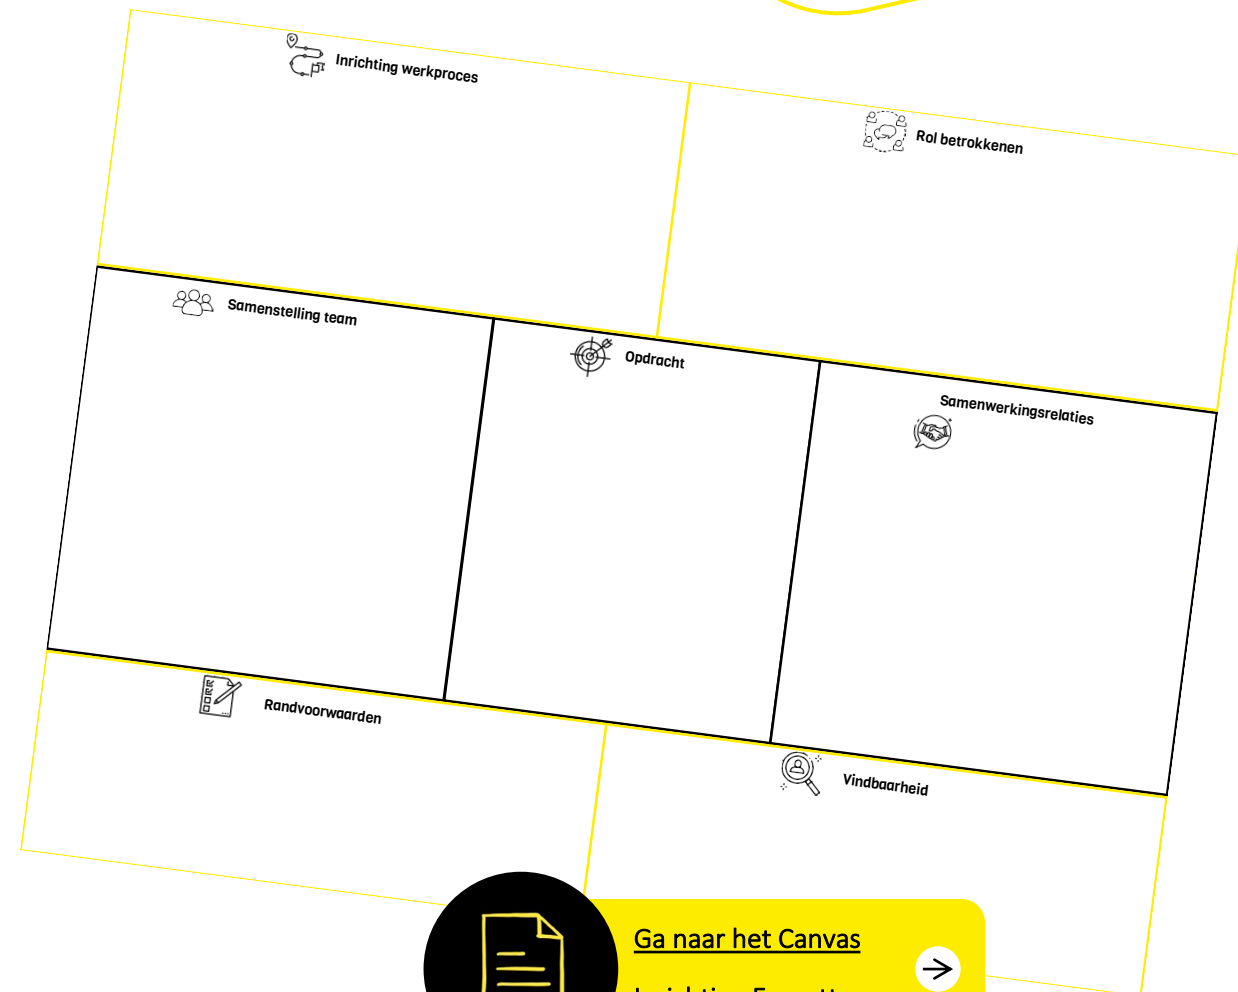 Inrichting werkproces
Rol betrokkenen
Samenstelling team
Opdracht
Samenwerkingsrelaties
Randvoorwaarden
Vindbaarheid
Ga naar het Canvas